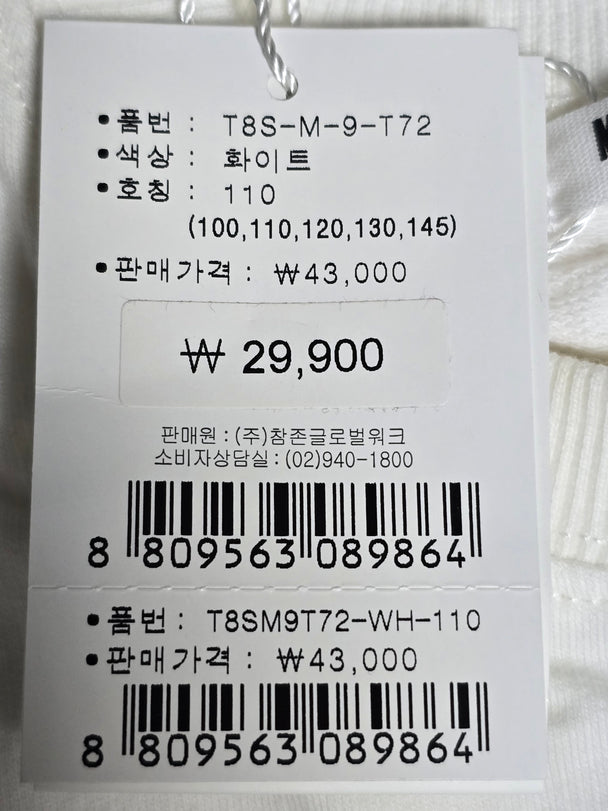 • 품번 : T8S-M-9-T72
• 색상 : 화이트
• 호칭 : 110
(100,110,120,130,145)
• 판매가격 : ₩43,000
₩ 29,900
판매원 : (주)참존글로벌워크
소비자상담실 : (02)940-1800
8 809563 089864
• 품번 : T8SM9T72-WH-110
• 판매가격 : ₩43,000
8 809563 089864